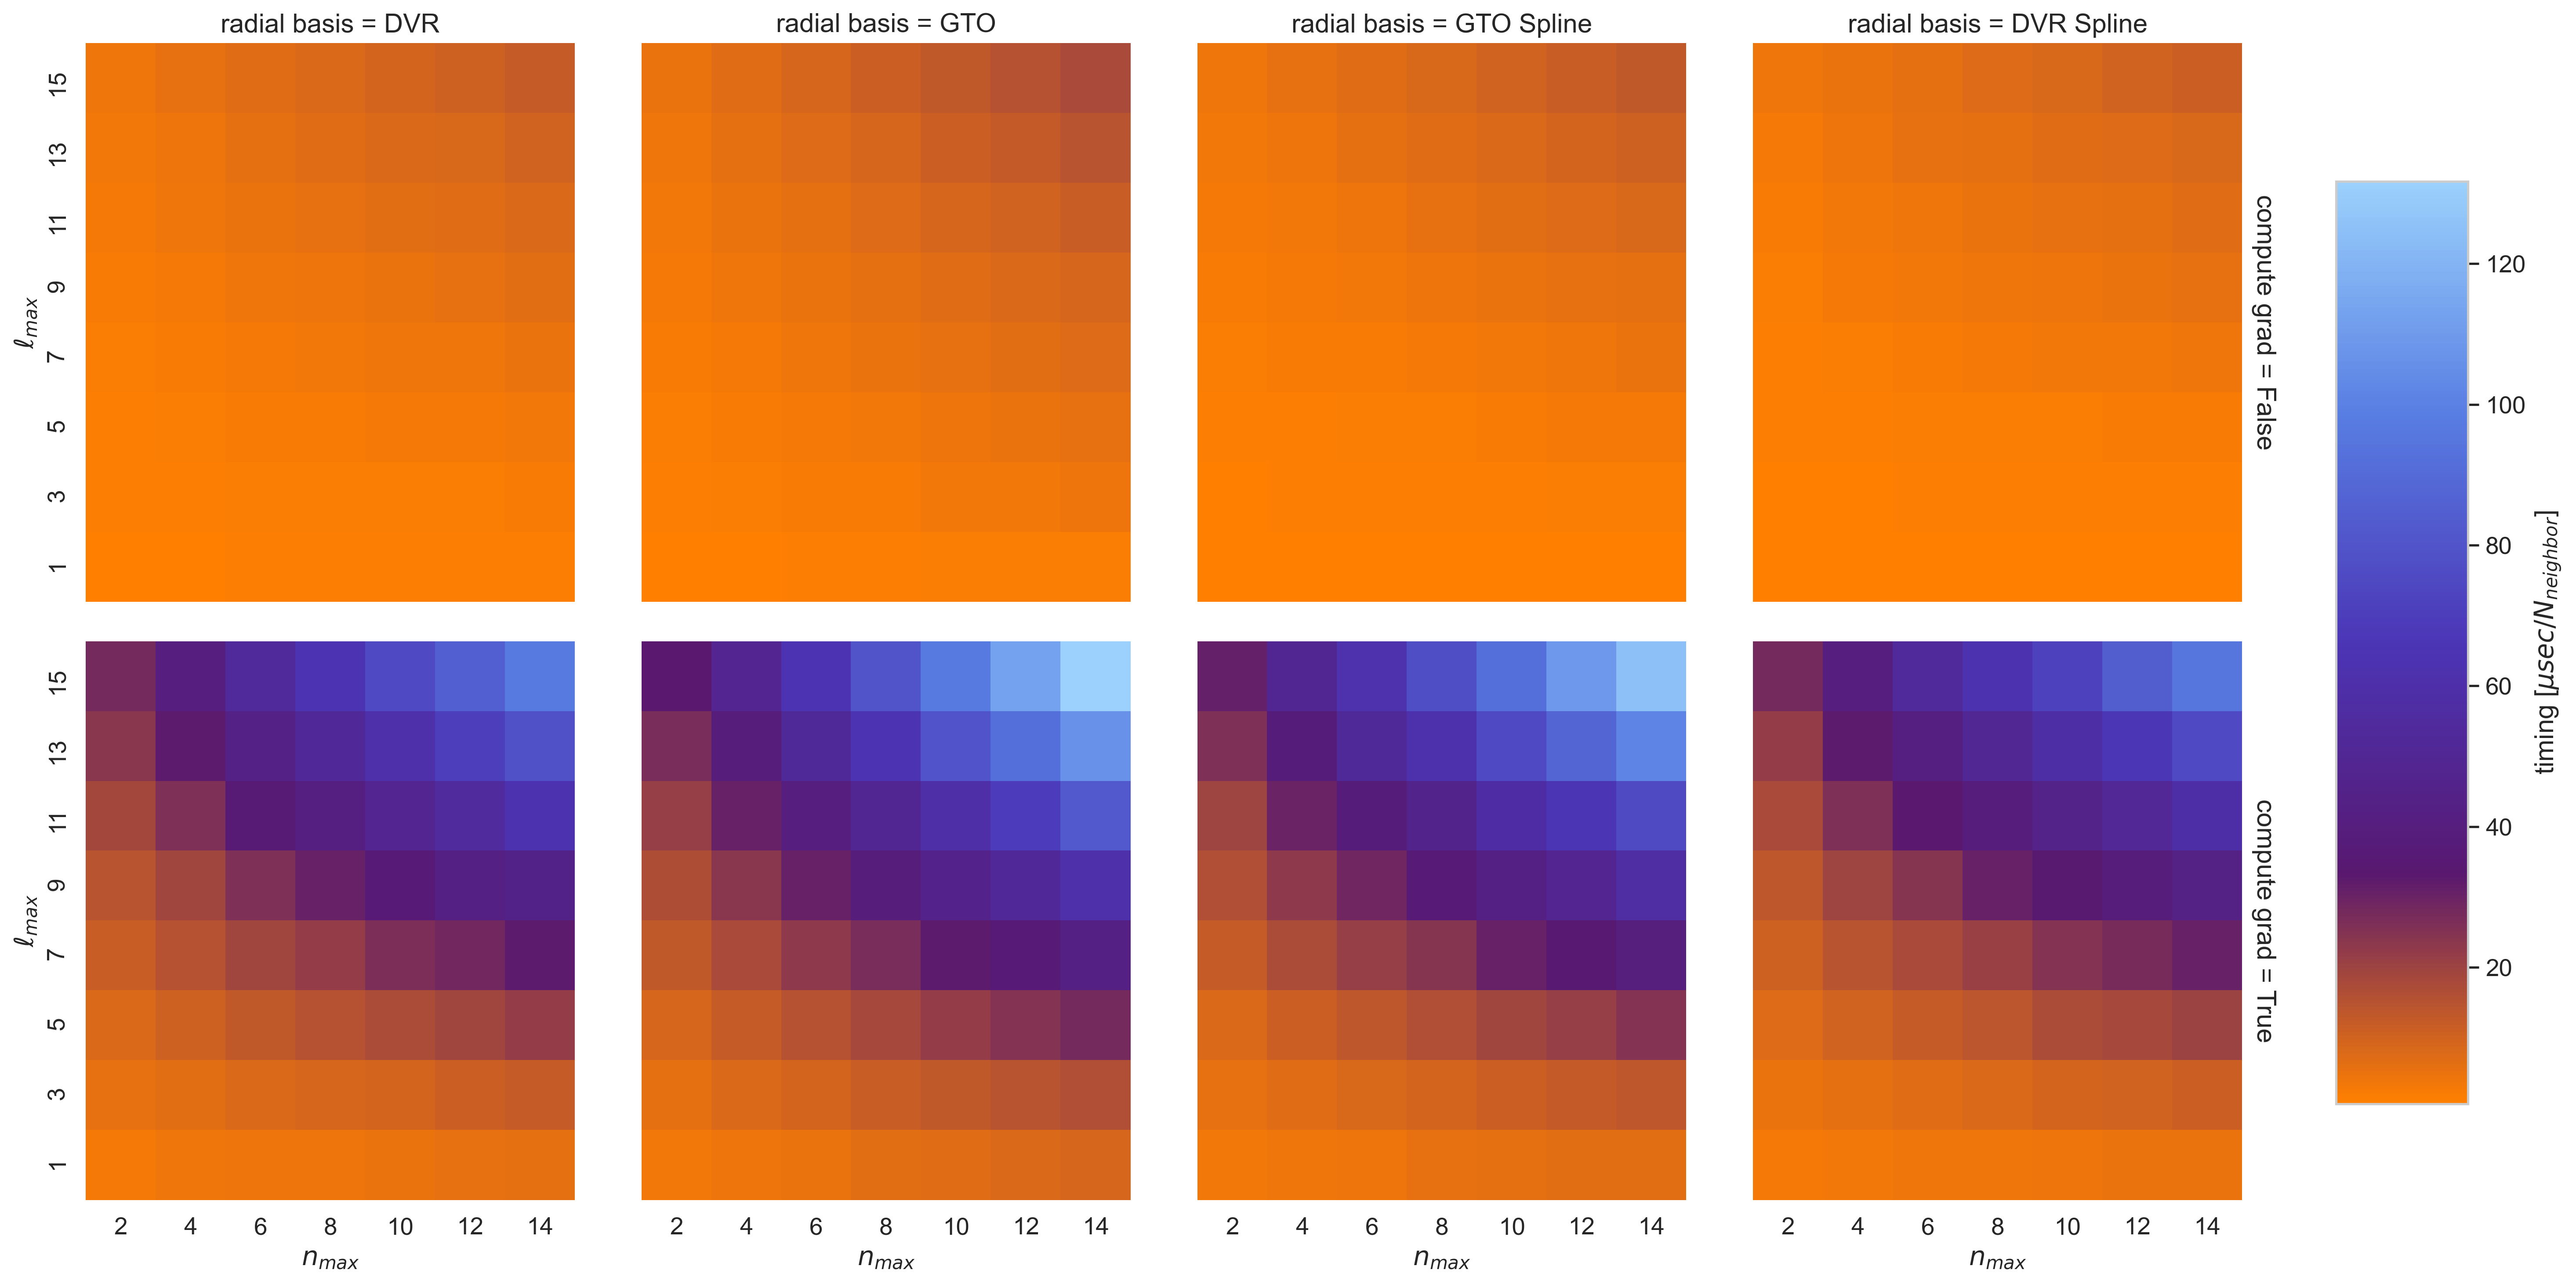 radial basis = DVR
radial basis = GTO
radial basis = GTO Spline
radial basis = DVR Spline
ℓmax
15
13
11
9
7
5
3
1
compute grad = False
ℓmax
15
13
11
9
7
5
3
1
compute grad = True
2 4 6 8 10 12 14
nmax
2 4 6 8 10 12 14
nmax
2 4 6 8 10 12 14
nmax
2 4 6 8 10 12 14
nmax
120
100
80
60
40
20
timing [μsec/Nneighbor]